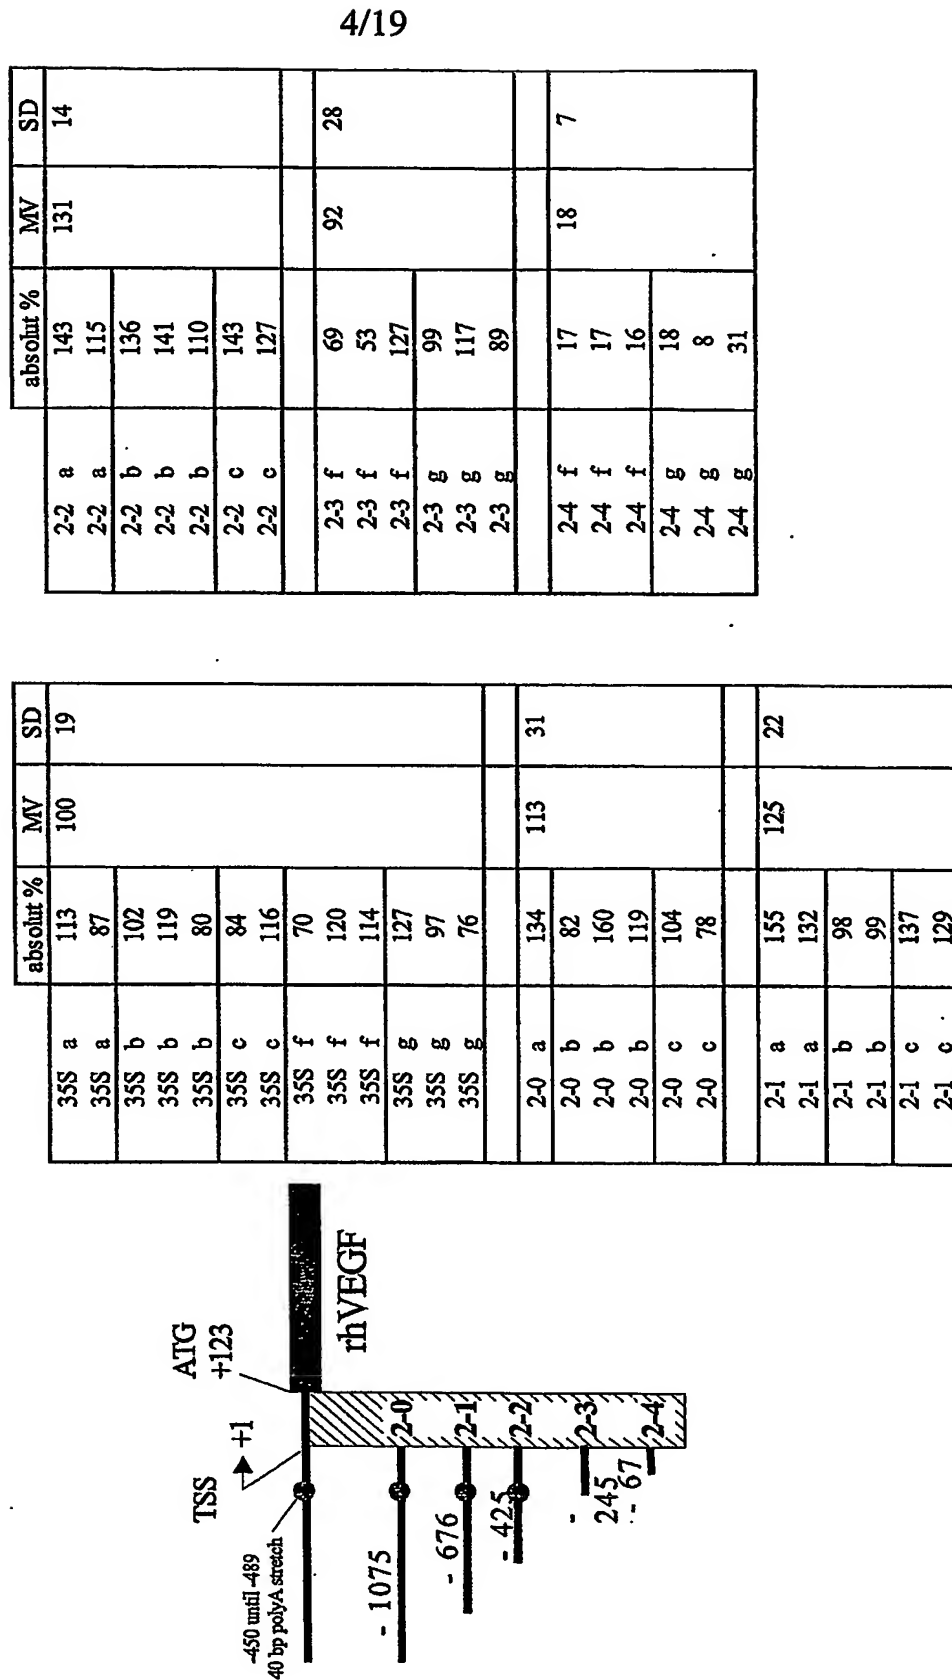 4/19
TSS
+1
ATG
+123
-450 until -489
40 bp polyA stretch
rhVEGF
- 1075
2-0
- 676
2-1
- 425
2-2
- 245
2-3
- 67
2-4
absolut % MV SD
35S a 113 100 19
35S a 87
35S b 102
35S b 119
35S b 80
35S c 84
35S c 116
35S f 70
35S f 120
35S f 114
35S g 127
35S g 97
35S g 76
2-0 a 134 113 31
2-0 b 82
2-0 b 160
2-0 b 119
2-0 c 104
2-0 c 78
2-1 a 155 125 22
2-1 a 132
2-1 b 98
2-1 b 99
2-1 c 137
2-1 c 129
absolut % MV SD
2-2 a 143 131 14
2-2 a 115
2-2 b 136
2-2 b 141
2-2 b 110
2-2 c 143
2-2 c 127
2-3 f 69 92 28
2-3 f 53
2-3 f 127
2-3 g 99
2-3 g 117
2-3 g 89
2-4 f 17 18 7
2-4 f 17
2-4 f 16
2-4 g 18
2-4 g 8
2-4 g 31